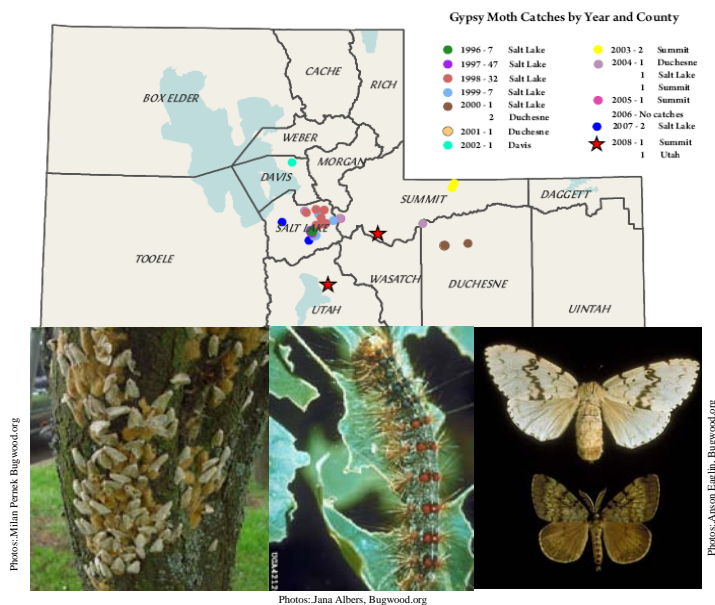 Gypsy Moth Catches by Year and County
1996 - 7 Salt Lake
1997 - 47 Salt Lake
1998 - 32 Salt Lake
1999 - 7 Salt Lake
2000 - 1 Salt Lake
2 Duchesne
2001 - 1 Duchesne
2002 - 1 Davis
2003 - 2 Summit
2004 - 1 Duchesne
1 Salt Lake
1 Summit
2005 - 1 Summit
2006 - No catches
2007 - 2 Salt Lake
2008 - 1 Summit
1 Utah
CACHE
RICH
BOX ELDER
WEBER
MORGAN
DAVIS
SUMMIT
DAGGETT
SALT LAKE
TOOELE
WASATCH
DUCHESNE
UTAH
UINTAH
Photos:.Milan Pernek Bugwood.org
UGA4212
Photos: Anson Eaglin, Bugwood.org
Photos:.Jana Albers, Bugwood.org